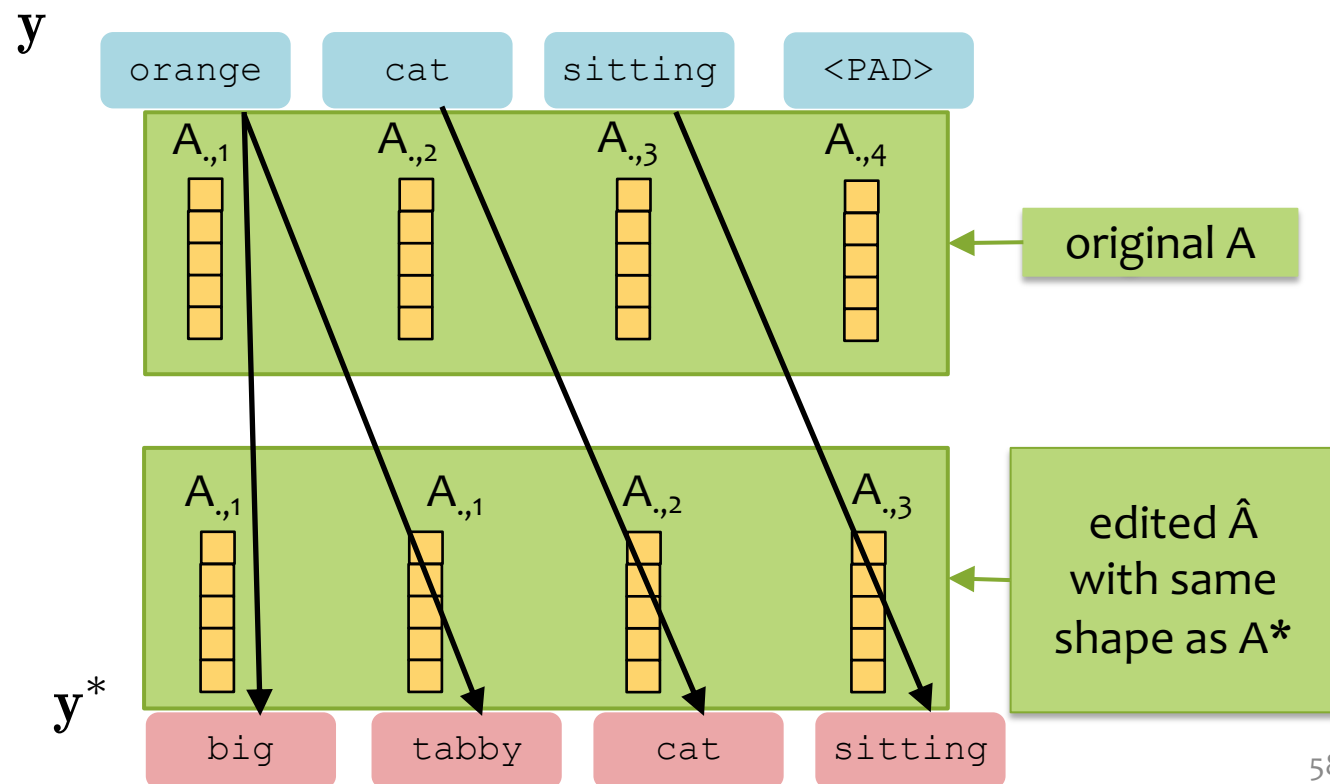 y
orange cat sitting <PAD>
A.,1 A.,2 A.,3 A.,4
original A
A.,1 A.,1 A.,2 A.,3
edited Â
with same
shape as A*
y*
big tabby cat sitting
58